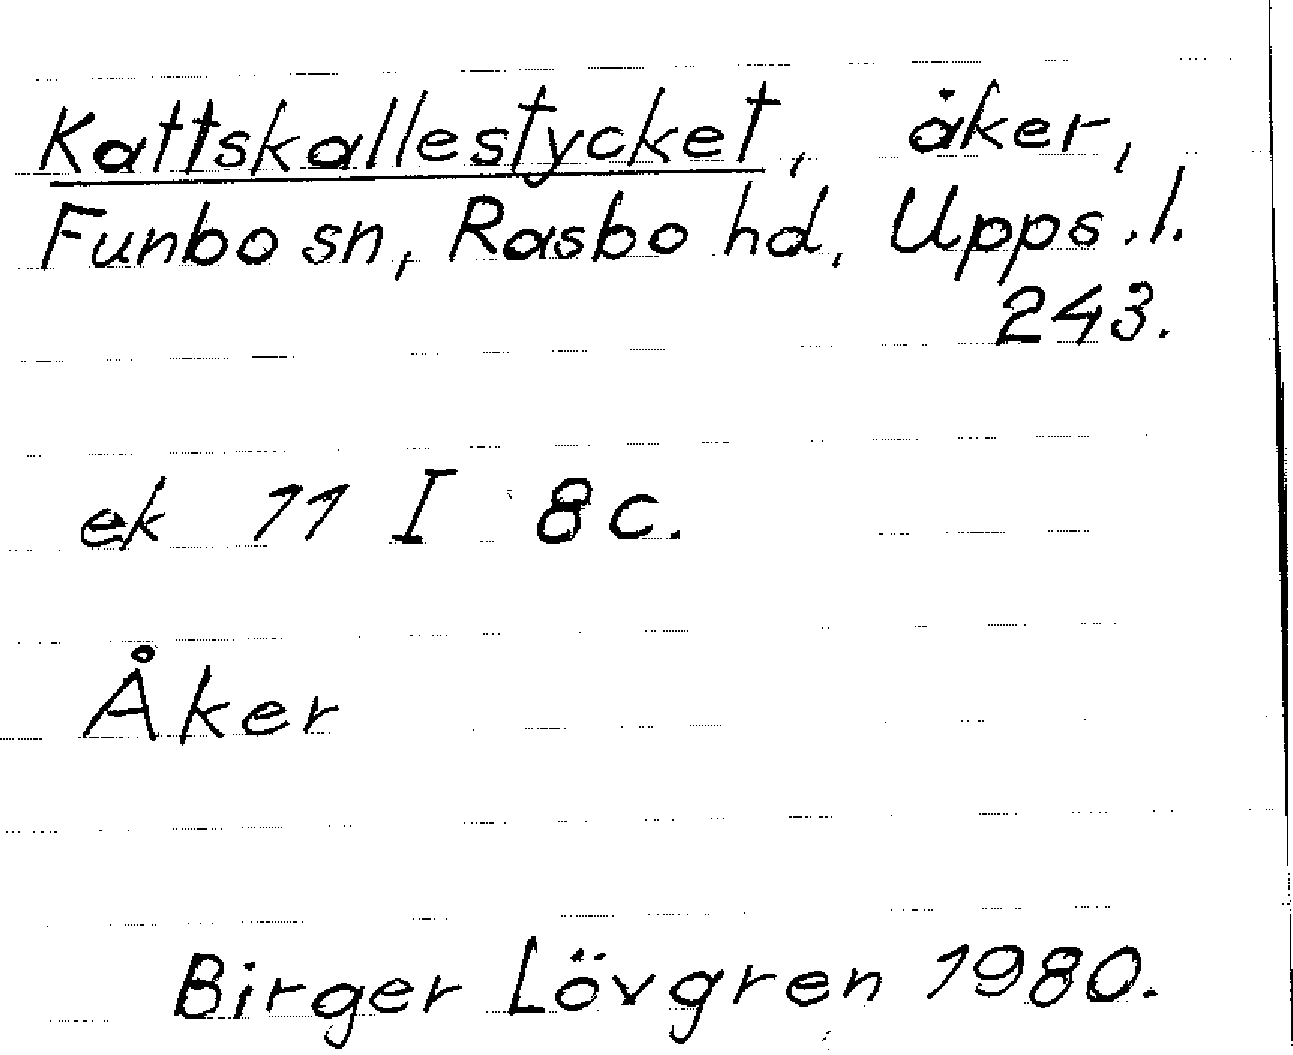 Kattskallestycket, åker,
Funbo sn, Rasbo hd, Upps.l.
243.
ek 11 I 8c.
Åker
Birger Lövgren 1980.